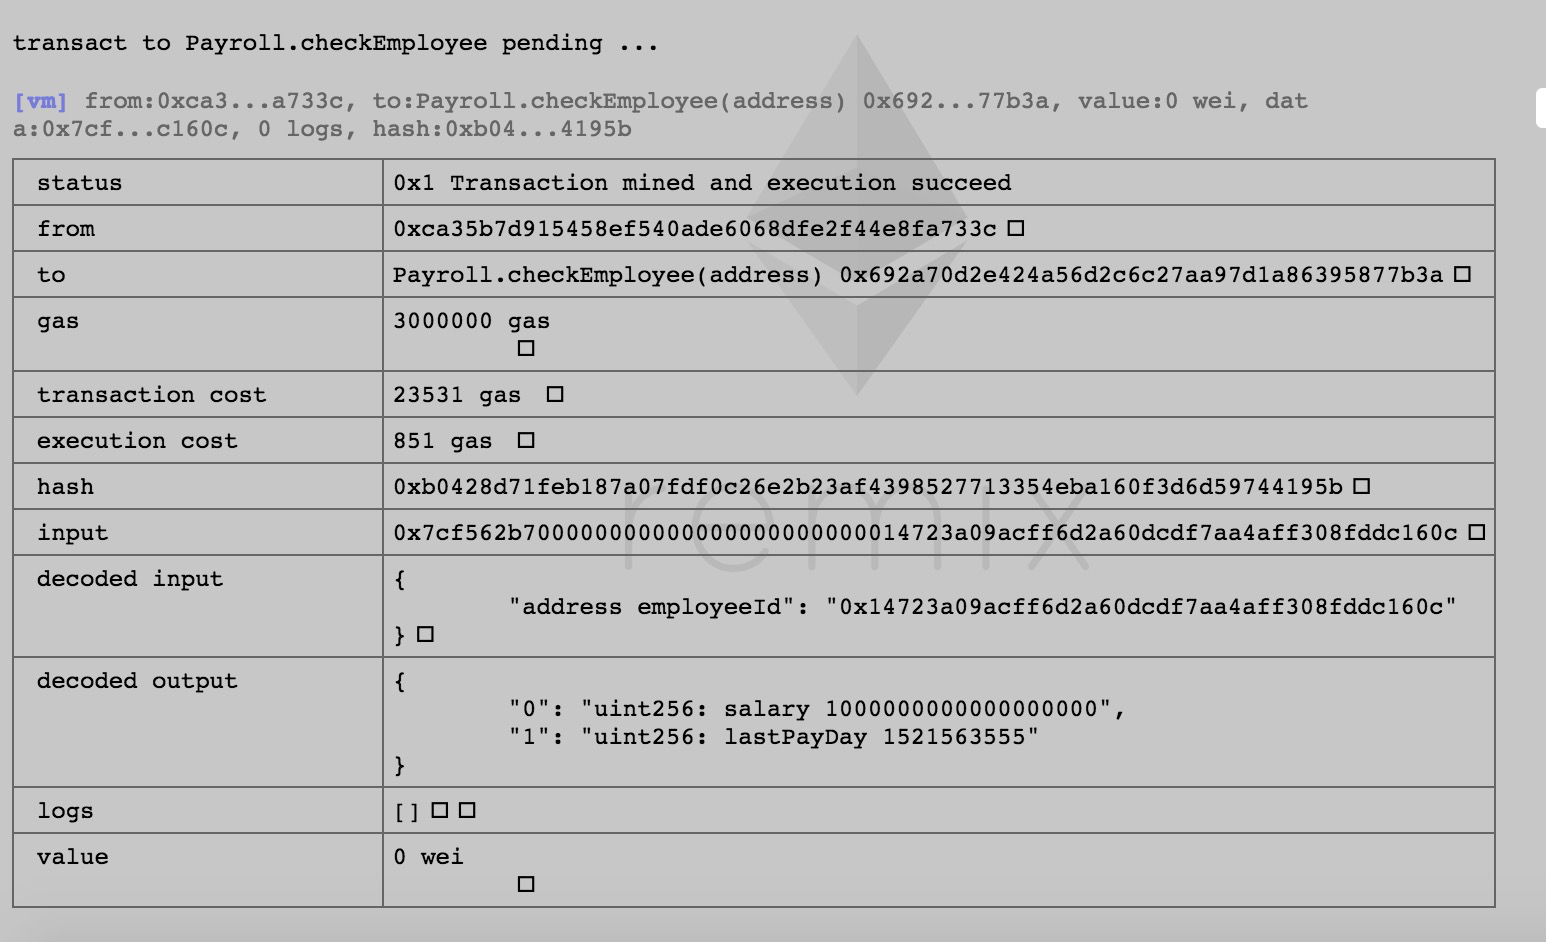 transact to Payroll.checkEmployee pending ...
[vm] from:0xca3...a733c, to:Payroll.checkEmployee(address) 0x692...77b3a, value:0 wei, dat
a:0x7cf...c160c, 0 logs, hash:0xb04...4195b
status 0x1 Transaction mined and execution succeed
from 0xca35b7d915458ef540ade6068dfe2f44e8fa733c
to Payroll.checkEmployee(address) 0x692a70d2e424a56d2c6c27aa97d1a86395877b3a
gas 3000000 gas
transaction cost 23531 gas
execution cost 851 gas
hash 0xb0428d71feb187a07fdf0c26e2b23af4398527713354eba160f3d6d59744195b
input 0x7cf562b700000000000000000000000014723a09acff6d2a60dcdf7aa4aff308fddc160c
remix
decoded input {
"address employeeId": "0x14723a09acff6d2a60dcdf7aa4aff308fddc160c"
}
decoded output {
"0": "uint256: salary 1000000000000000000",
"1": "uint256: lastPayDay 1521563555"
}
logs []
value 0 wei